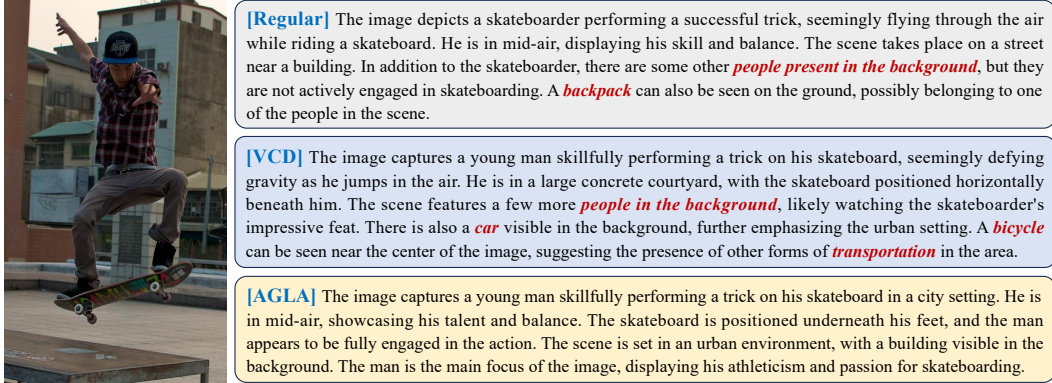 [Regular] The image depicts a skateboarder performing a successful trick, seemingly flying through the air
while riding a skateboard. He is in mid-air, displaying his skill and balance. The scene takes place on a street
near a building. In addition to the skateboarder, there are some other people present in the background, but they
are not actively engaged in skateboarding. A backpack can also be seen on the ground, possibly belonging to one
of the people in the scene.
[VCD] The image captures a young man skillfully performing a trick on his skateboard, seemingly defying
gravity as he jumps in the air. He is in a large concrete courtyard, with the skateboard positioned horizontally
beneath him. The scene features a few more people in the background, likely watching the skateboarder's
impressive feat. There is also a car visible in the background, further emphasizing the urban setting. A bicycle
can be seen near the center of the image, suggesting the presence of other forms of transportation in the area.
[AGLA] The image captures a young man skillfully performing a trick on his skateboard in a city setting. He is
in mid-air, showcasing his talent and balance. The skateboard is positioned underneath his feet, and the man
appears to be fully engaged in the action. The scene is set in an urban environment, with a building visible in the
background. The man is the main focus of the image, displaying his athleticism and passion for skateboarding.